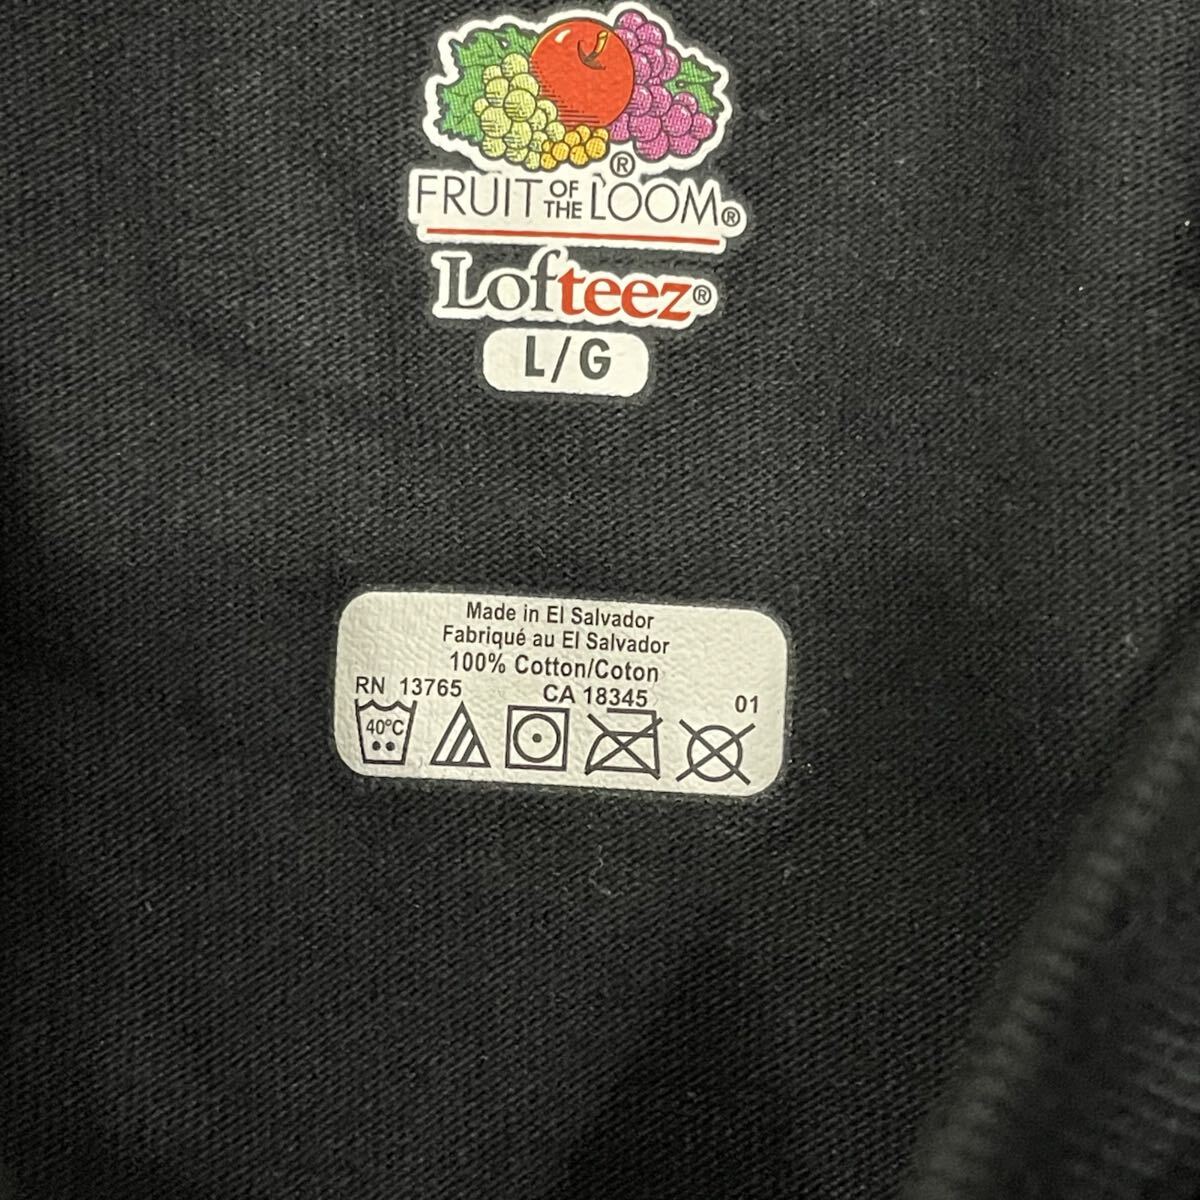 ®
FRUIT OF THE LOOM®
Lofteez®
L/G
Made in El Salvador
Fabriqué au El Salvador
100% Cotton/Coton
RN 13765 CA 18345 01
40°C